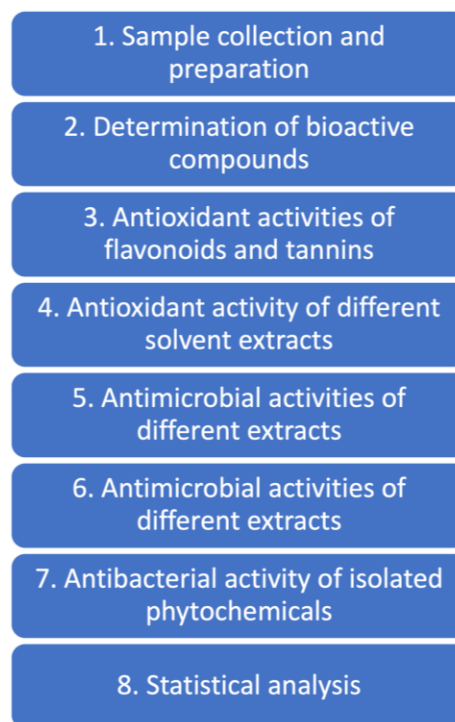 1. Sample collection and
preparation
2. Determination of bioactive
compounds
3. Antioxidant activities of
flavonoids and tannins
4. Antioxidant activity of different
solvent extracts
5. Antimicrobial activities of
different extracts
6. Antimicrobial activities of
different extracts
7. Antibacterial activity of isolated
phytochemicals
8. Statistical analysis